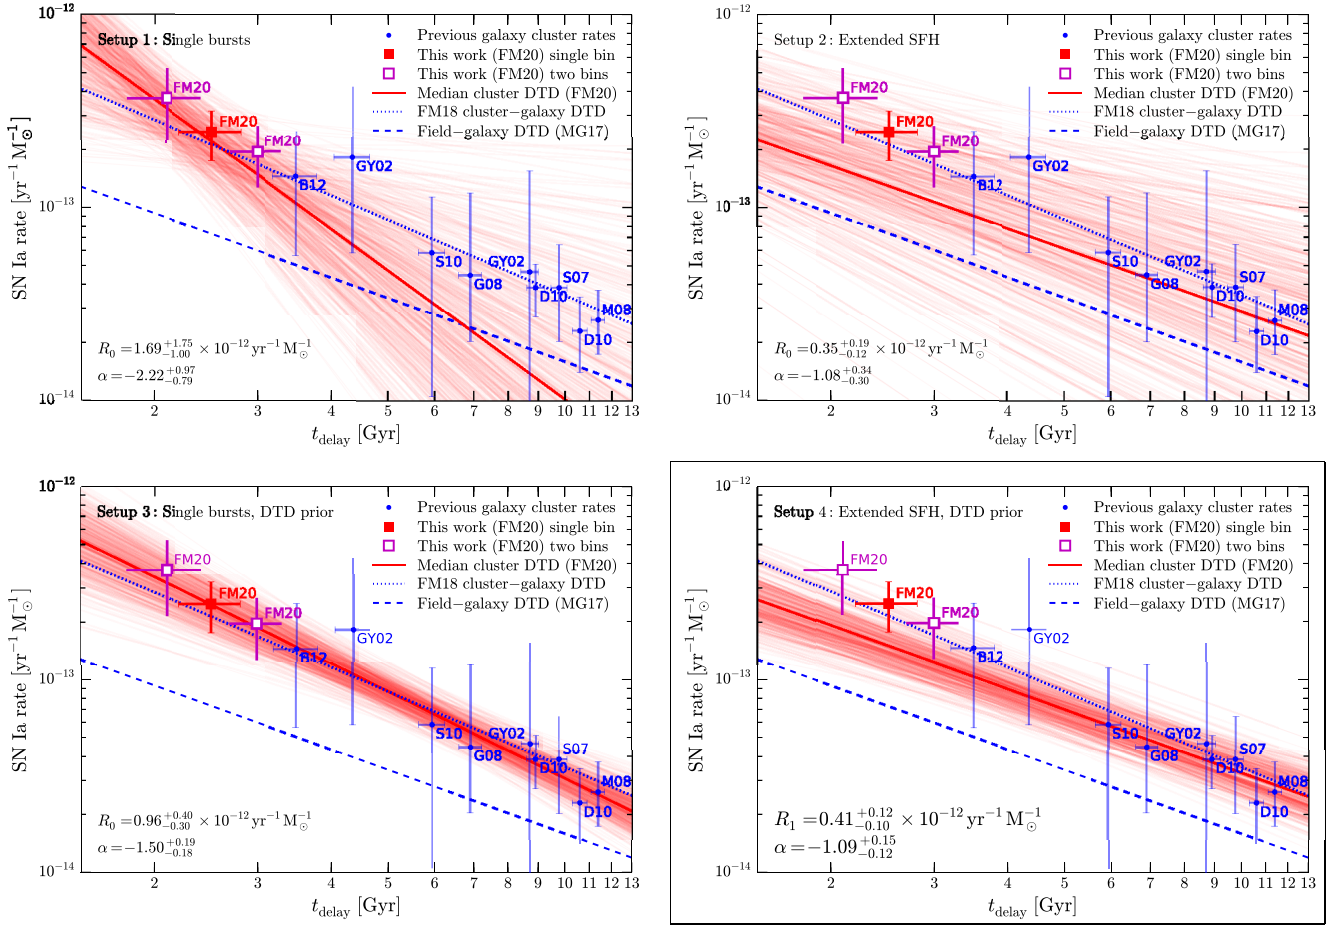 Setup 1: Single bursts
Previous galaxy cluster rates
This work (FM20) single bin
This work (FM20) two bins
Median cluster DTD (FM20)
FM18 cluster−galaxy DTD
Field−galaxy DTD (MG17)
10⁻¹²
10⁻¹³
10⁻¹⁴
SN Ia rate [yr⁻¹ M⊙⁻¹]
FM20
FM20
FM20
B12
GY02
S10
G08
GY02
D10
S07
D10
M08
R₀ = 1.69 +1.75 −1.00 × 10⁻¹² yr⁻¹ M⊙⁻¹
α = −2.22 +0.97 −0.79
2 3 4 5 6 7 8 9 10 11 12 13
t_delay [Gyr]
Setup 2: Extended SFH
Previous galaxy cluster rates
This work (FM20) single bin
This work (FM20) two bins
Median cluster DTD (FM20)
FM18 cluster−galaxy DTD
Field−galaxy DTD (MG17)
10⁻¹²
10⁻¹³
10⁻¹⁴
SN Ia rate [yr⁻¹ M⊙⁻¹]
FM20
FM20
FM20
B12
GY02
S10
G08
GY02
D10
S07
D10
M08
R₀ = 0.35 +0.19 −0.12 × 10⁻¹² yr⁻¹ M⊙⁻¹
α = −1.08 +0.34 −0.30
2 3 4 5 6 7 8 9 10 11 12 13
t_delay [Gyr]
Setup 3: Single bursts, DTD prior
Previous galaxy cluster rates
This work (FM20) single bin
This work (FM20) two bins
Median cluster DTD (FM20)
FM18 cluster−galaxy DTD
Field−galaxy DTD (MG17)
10⁻¹²
10⁻¹³
10⁻¹⁴
SN Ia rate [yr⁻¹ M⊙⁻¹]
FM20
FM20
FM20
B12
GY02
S10
G08
GY02
D10
S07
D10
M08
R₀ = 0.96 +0.40 −0.30 × 10⁻¹² yr⁻¹ M⊙⁻¹
α = −1.50 +0.19 −0.18
2 3 4 5 6 7 8 9 10 11 12 13
t_delay [Gyr]
Setup 4: Extended SFH, DTD prior
Previous galaxy cluster rates
This work (FM20) single bin
This work (FM20) two bins
Median cluster DTD (FM20)
FM18 cluster−galaxy DTD
Field−galaxy DTD (MG17)
10⁻¹²
10⁻¹³
10⁻¹⁴
SN Ia rate [yr⁻¹ M⊙⁻¹]
FM20
FM20
FM20
B12
GY02
S10
G08
GY02
D10
S07
D10
M08
R₁ = 0.41 +0.12 −0.10 × 10⁻¹² yr⁻¹ M⊙⁻¹
α = −1.09 +0.15 −0.12
2 3 4 5 6 7 8 9 10 11 12 13
t_delay [Gyr]